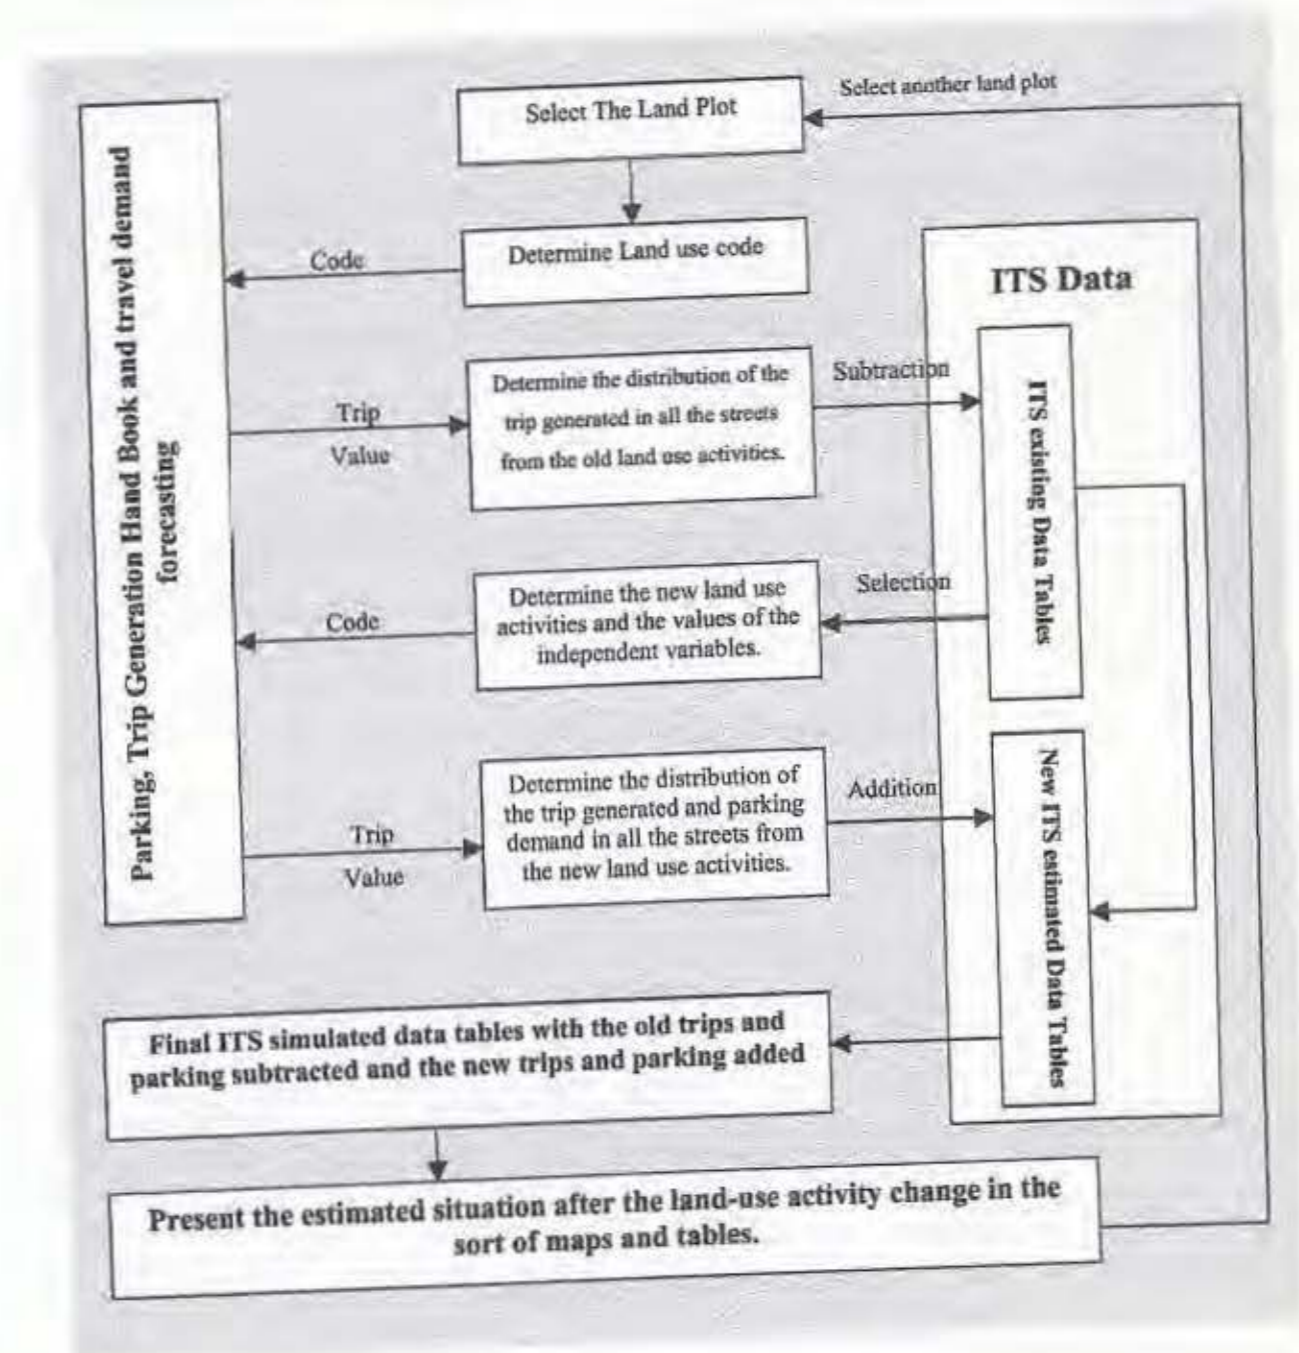 Select The Land Plot
Select another land plot
Determine Land use code
Code
Parking, Trip Generation Hand Book and travel demand
forecasting
ITS Data
Trip
Value
Determine the distribution of the
trip generated in all the streets
from the old land use activities.
Subtraction
ITS existing Data Tables
Code
Determine the new land use
activities and the values of the
independent variables.
Selection
Trip
Value
Determine the distribution of
the trip generated and parking
demand in all the streets from
the new land use activities.
Addition
New ITS estimated Data Tables
Final ITS simulated data tables with the old trips and
parking subtracted and the new trips and parking added
Present the estimated situation after the land-use activity change in the
sort of maps and tables.